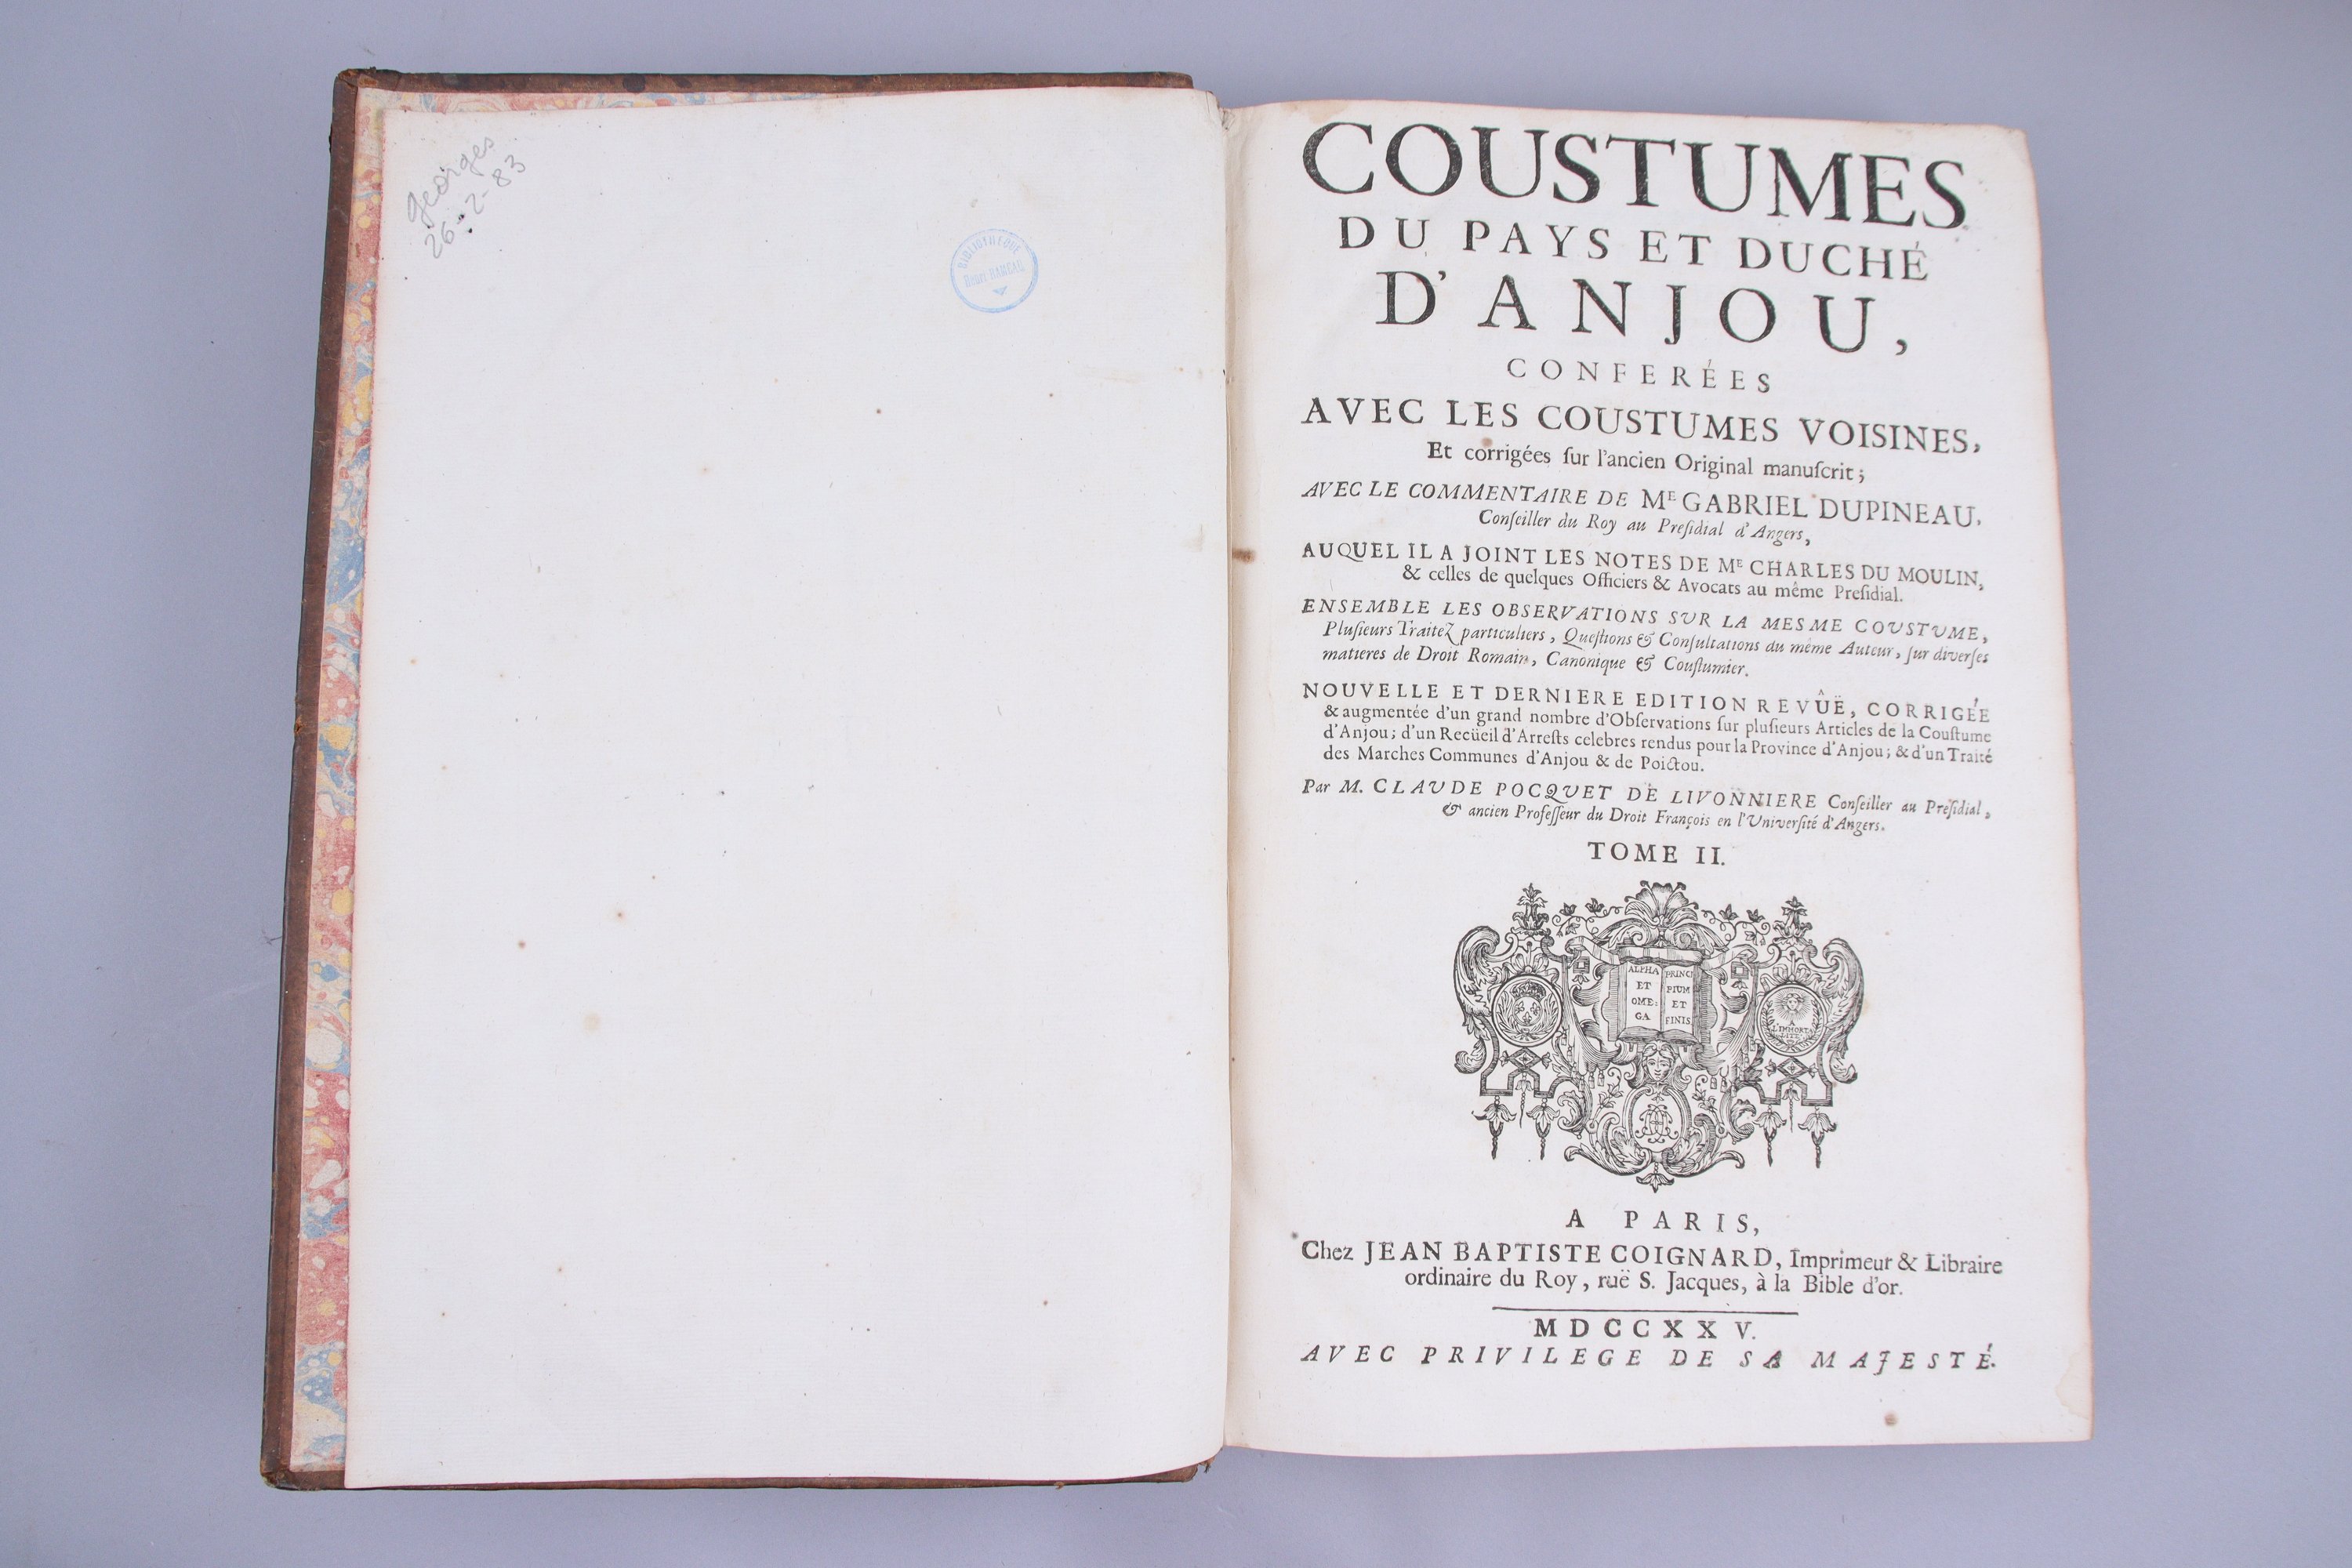 Georges
26-2-83
BIBLIOTHEQUE
COUSTUMES
DU PAYS ET DUCHÉ
D'ANJOU,
CONFERÉES
AVEC LES COUSTUMES VOISINES,
Et corrigées ſur l'ancien Original manuſcrit;
AVEC LE COMMENTAIRE DE ME GABRIEL DUPINEAU,
Conſeiller du Roy au Preſidial d'Angers,
AUQUEL IL A JOINT LES NOTES DE ME CHARLES DU MOULIN,
& celles de quelques Officiers & Avocats au même Preſidial.
ENSEMBLE LES OBSERVATIONS SUR LA MESME COUSTUME,
Pluſieurs Traitez particuliers, Queſtions & Conſultations du même Auteur, ſur diverſes
matieres de Droit Romain, Canonique & Couſtumier.
NOUVELLE ET DERNIERE EDITION REVÛË, CORRIGÉE
& augmentée d'un grand nombre d'Obſervations ſur pluſieurs Articles de la Couſtume
d'Anjou; d'un Recüeil d'Arreſts celebres rendus pour la Province d'Anjou; & d'un Traité
des Marches Communes d'Anjou & de Poictou.
Par M. CLAUDE POCQUET DE LIVONNIERE Conſeiller au Preſidial,
& ancien Profeſſeur du Droit François en l'Univerſité d'Angers.
TOME II.
ALPHA
ET
OME:
GA
PRINCI
PIUM
ET
FINIS
A
L'IMMORTA
LITÉ
A PARIS,
Chez JEAN BAPTISTE COIGNARD, Imprimeur & Libraire
ordinaire du Roy, ruë S. Jacques, à la Bible d'or.
MDCCXXV.
AVEC PRIVILEGE DE SA MAJESTÉ.